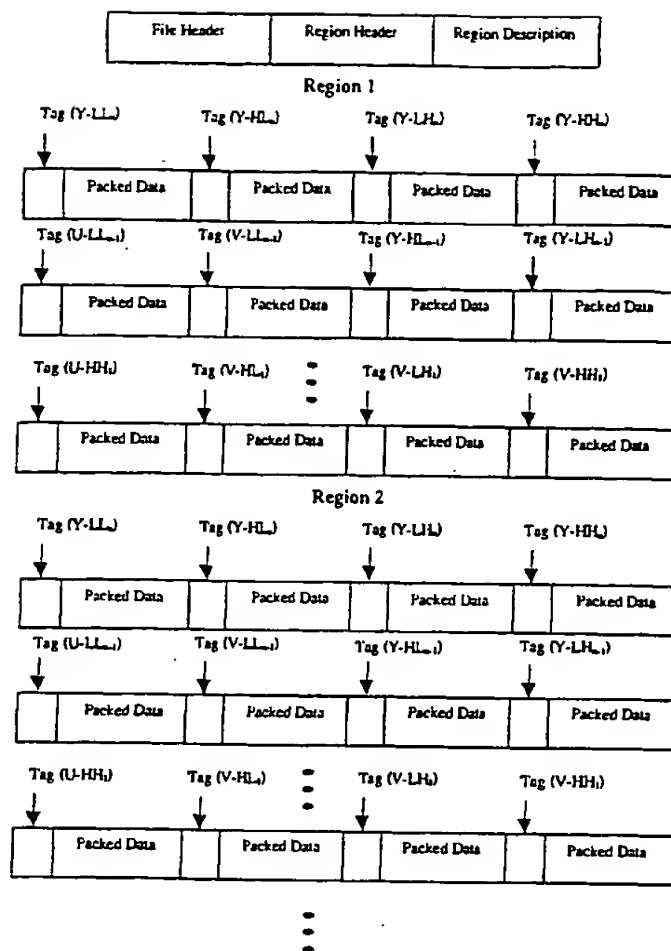 File Header Region Header Region Description
Region 1
Tag (Y-LLₙ) Tag (Y-HLₙ) Tag (Y-LHₙ) Tag (Y-HHₙ)
Packed Data Packed Data Packed Data Packed Data
Tag (U-LLₙ₋₁) Tag (V-LLₙ₋₁) Tag (Y-HLₙ₋₁) Tag (Y-LHₙ₋₁)
Packed Data Packed Data Packed Data Packed Data
Tag (U-HH₁) Tag (V-HL₁) Tag (V-LH₁) Tag (V-HH₁)
Packed Data Packed Data Packed Data Packed Data
Region 2
Tag (Y-LLₙ) Tag (Y-HLₙ) Tag (Y-LHₙ) Tag (Y-HHₙ)
Packed Data Packed Data Packed Data Packed Data
Tag (U-LLₙ₋₁) Tag (V-LLₙ₋₁) Tag (Y-HLₙ₋₁) Tag (Y-LHₙ₋₁)
Packed Data Packed Data Packed Data Packed Data
Tag (U-HH₁) Tag (V-HL₁) Tag (V-LH₁) Tag (V-HH₁)
Packed Data Packed Data Packed Data Packed Data